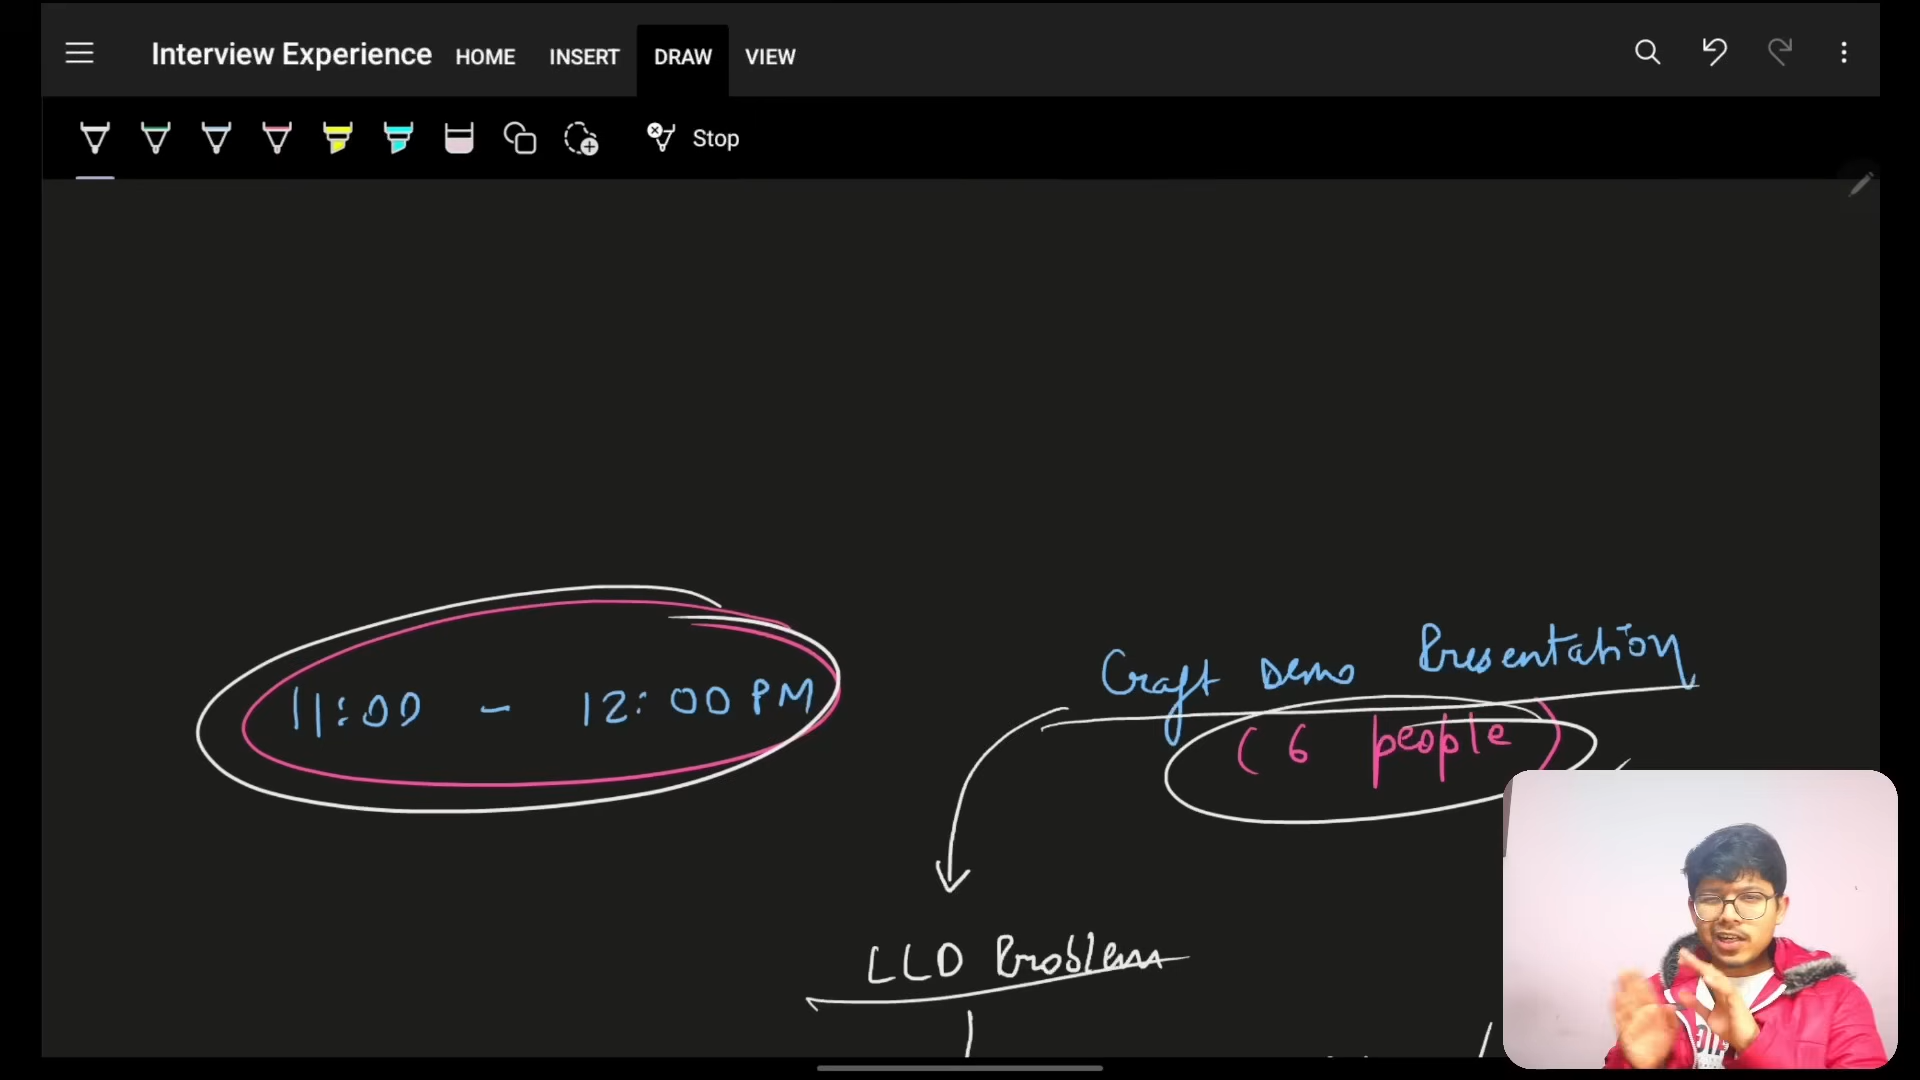 Interview Experience HOME INSERT DRAW VIEW
Stop
11:00 - 12:00 PM
Craft Demo Presentation
( 6 people )
LLD Problem